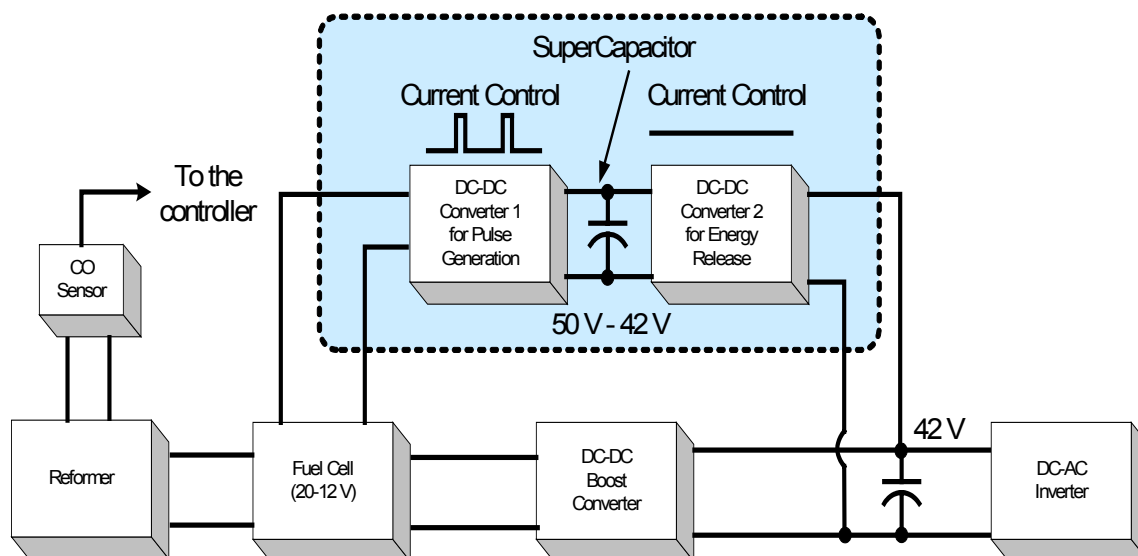 SuperCapacitor
Current Control
Current Control
To the
controller
DC-DC
Converter 1
for Pulse
Generation
DC-DC
Converter 2
for Energy
Release
CO
Sensor
50 V - 42 V
42 V
Reformer
Fuel Cell
(20-12 V)
DC-DC
Boost
Converter
DC-AC
Inverter